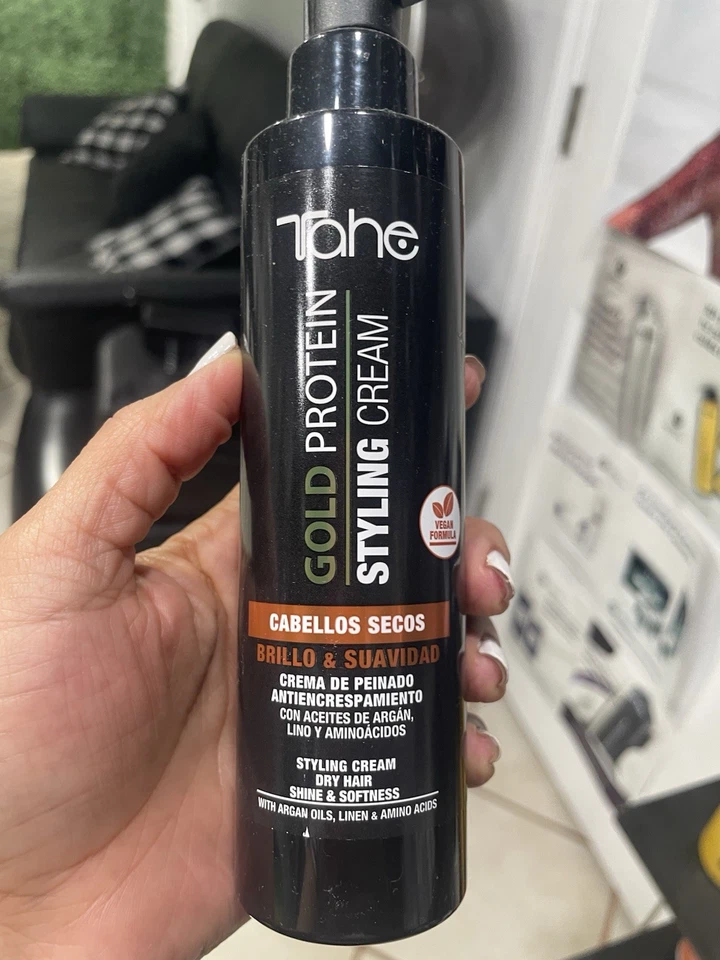 Tahe
GOLD PROTEIN
STYLING CREAM
VEGAN
FORMULA
CABELLOS SECOS
BRILLO & SUAVIDAD
CREMA DE PEINADO
ANTIENCRESPAMIENTO
CON ACEITES DE ARGÁN,
LINO Y AMINOÁCIDOS
STYLING CREAM
DRY HAIR
SHINE & SOFTNESS
WITH ARGAN OILS, LINEN & AMINO ACIDS